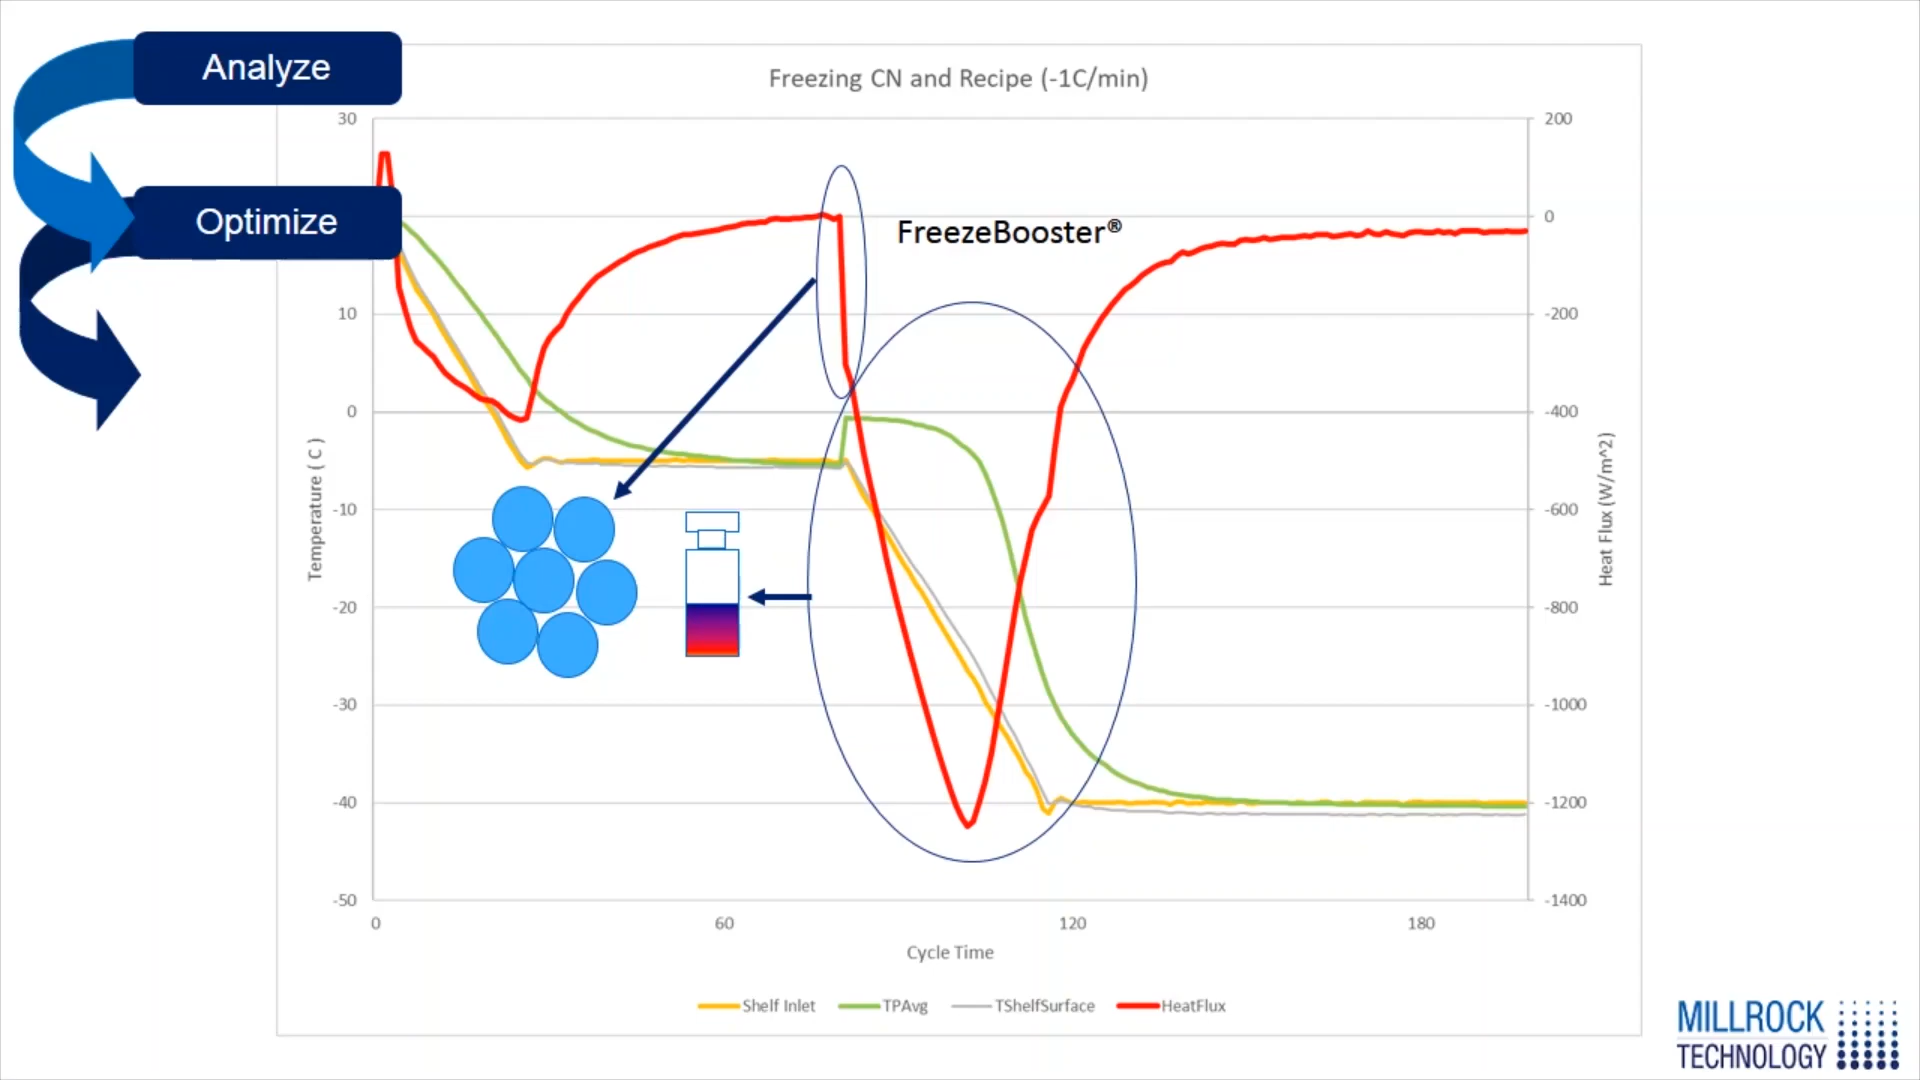 Analyze
Optimize
Freezing CN and Recipe (-1C/min)
FreezeBooster®
30
10
0
-10
-20
-30
-40
-50
Temperature ( C )
200
0
-200
-400
-600
-800
-1000
-1200
-1400
Heat Flux (W/m^2)
0
60
120
180
Cycle Time
Shelf Inlet
TPAvg
TShelfSurface
HeatFlux
MILLROCK
TECHNOLOGY